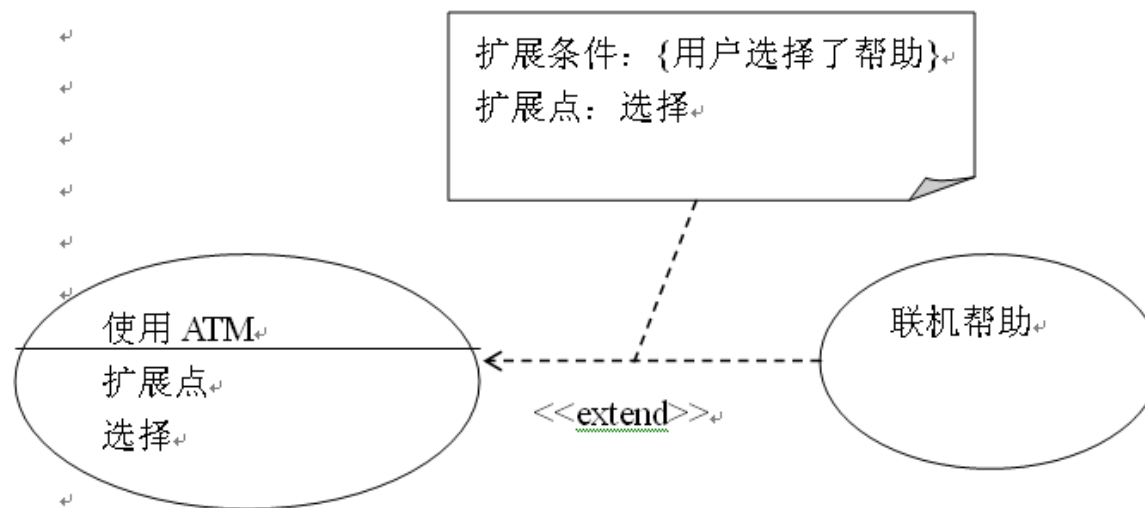 扩展条件：{用户选择了帮助}
扩展点：选择
使用 ATM
扩展点
选择
联机帮助
<<extend>>